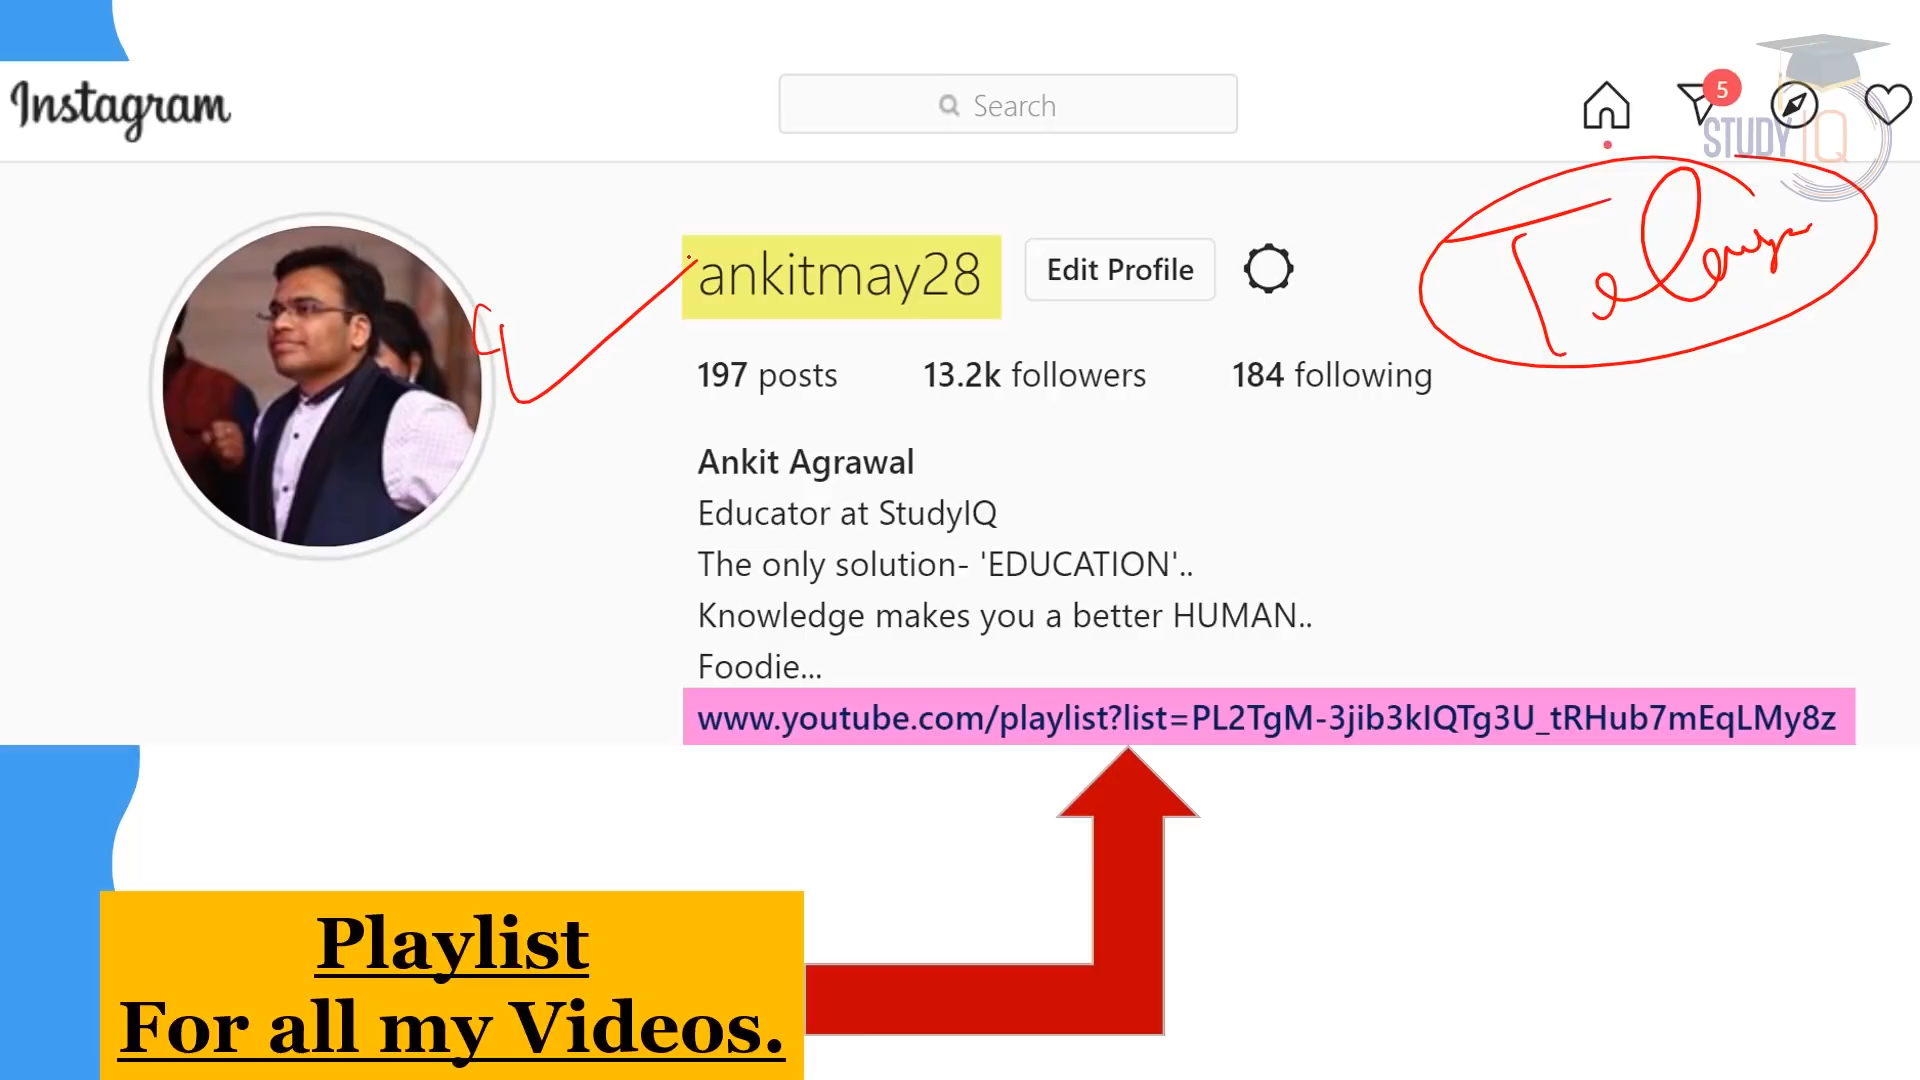 Instagram
Search
5
STUDY IQ
ankitmay28
Edit Profile
197 posts 13.2k followers 184 following
Ankit Agrawal
Educator at StudyIQ
The only solution- 'EDUCATION'..
Knowledge makes you a better HUMAN..
Foodie...
www.youtube.com/playlist?list=PL2TgM-3jib3kIQTg3U_tRHub7mEqLMy8z
Playlist
For all my Videos.